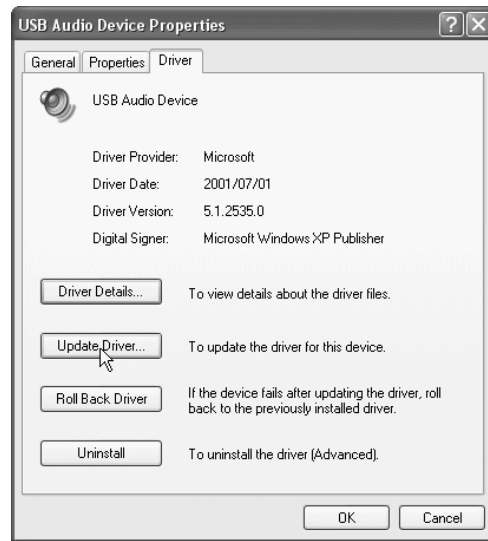 USB Audio Device Properties
General Properties Driver
USB Audio Device
Driver Provider: Microsoft
Driver Date: 2001/07/01
Driver Version: 5.1.2535.0
Digital Signer: Microsoft Windows XP Publisher
Driver Details... To view details about the driver files.
Update Driver... To update the driver for this device.
Roll Back Driver If the device fails after updating the driver, roll
back to the previously installed driver.
Uninstall To uninstall the driver (Advanced).
OK Cancel